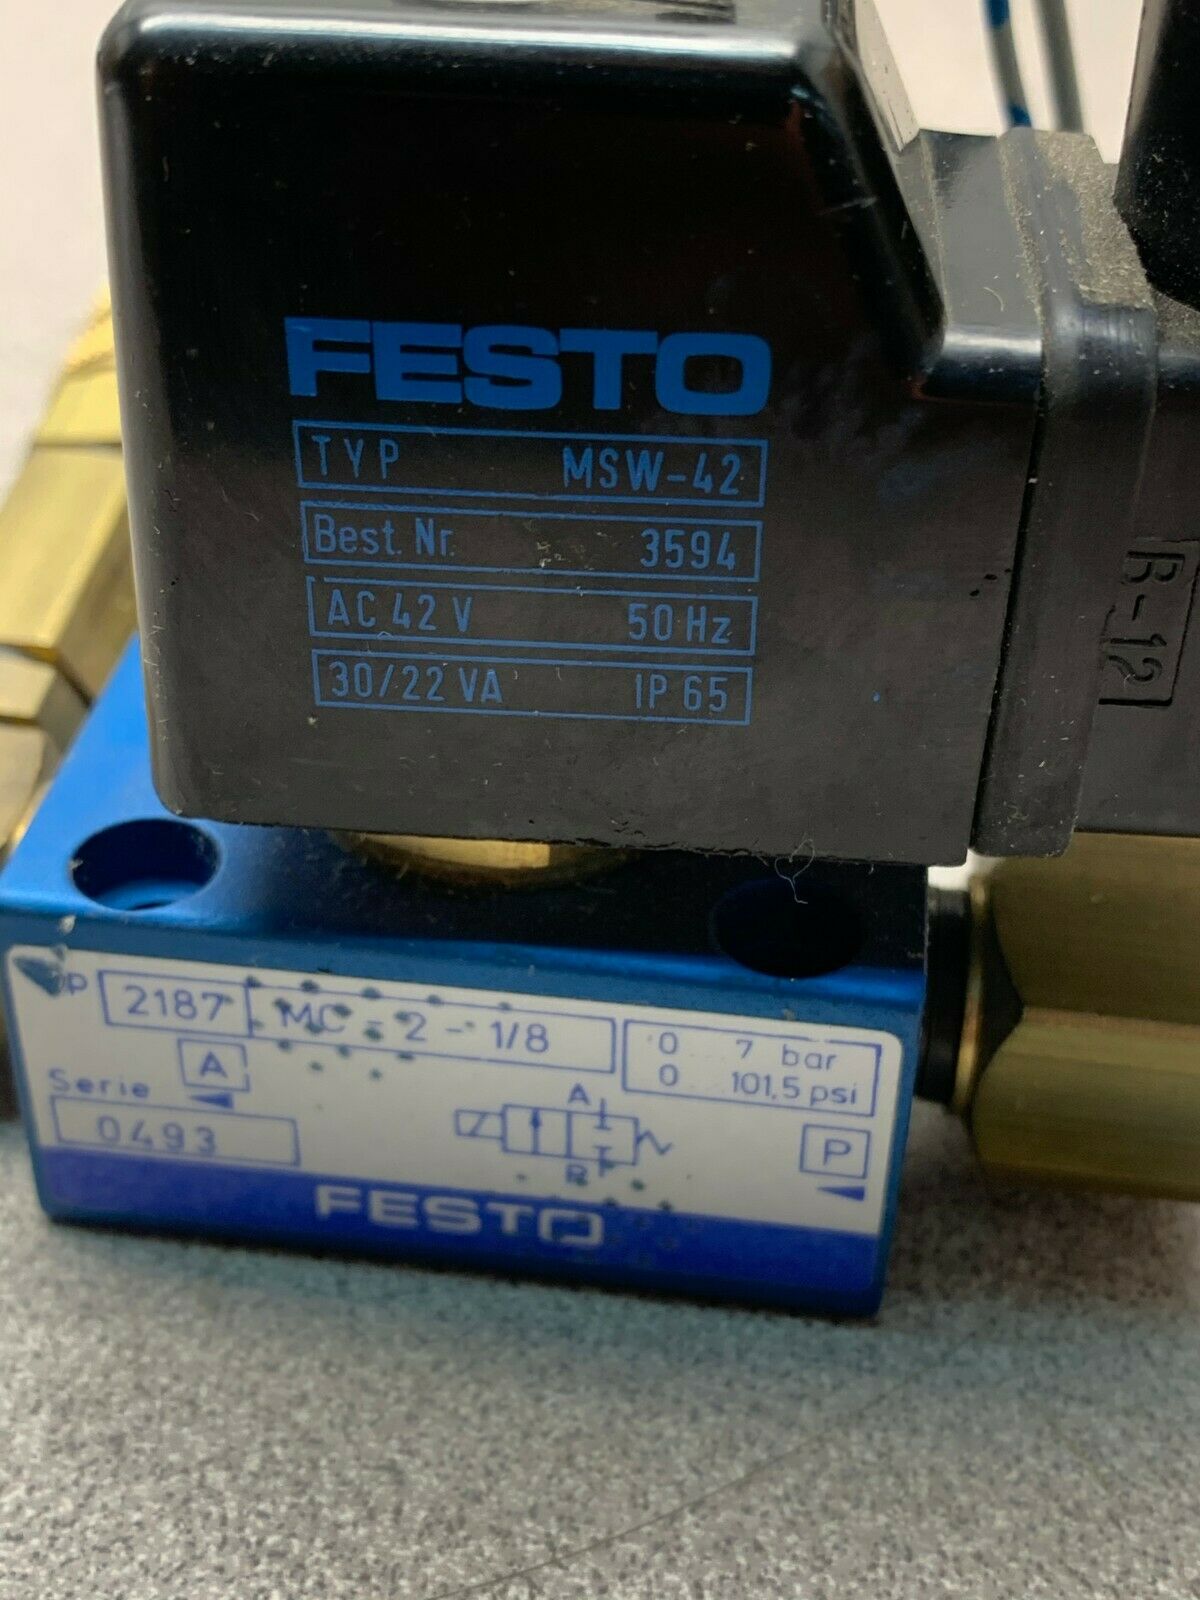 FESTO
TYP MSW-42
Best. Nr. 3594
AC 42 V 50 Hz
30/22 VA IP 65
R-12
2187 MC - 2 - 1/8
0 7 bar
0 101,5 psi
A
Serie
0493
A
P
P
FESTO